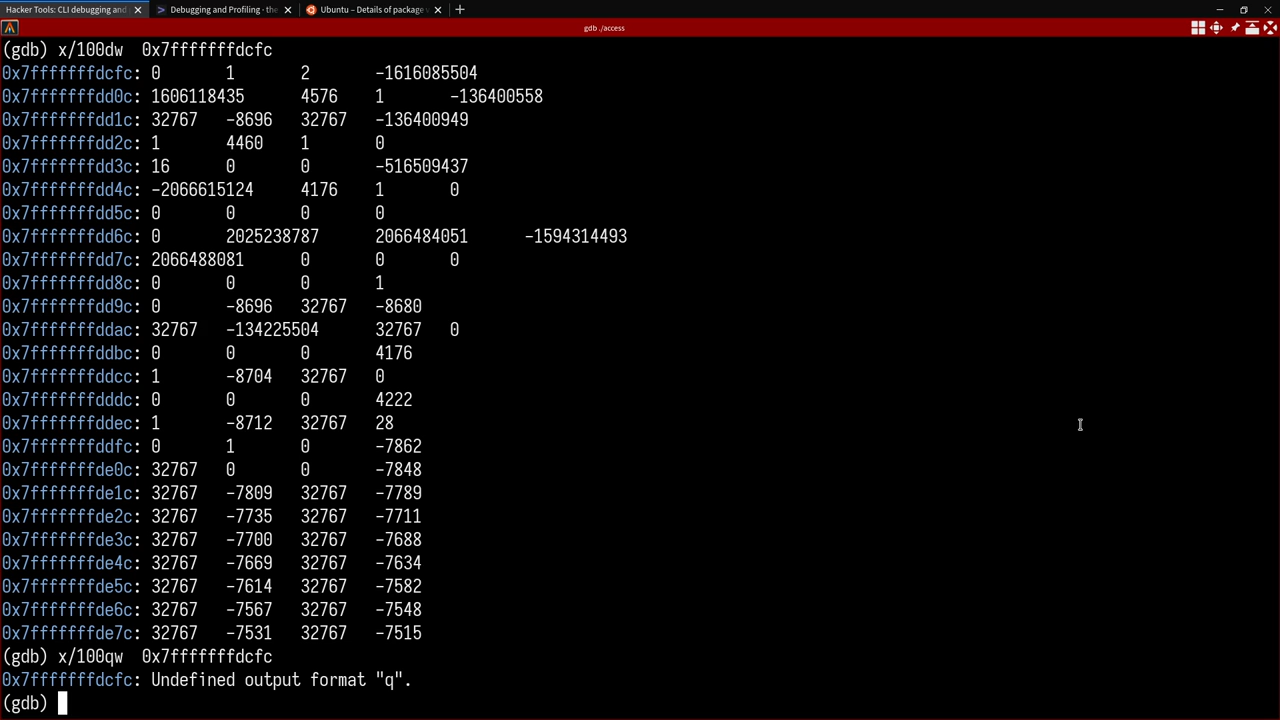 Hacker Tools: CLI debugging and
Debugging and Profiling · the
Ubuntu – Details of package v
gdb ./access
(gdb) x/100dw  0x7fffffffdcfc
0x7fffffffdcfc: 0 1 2 -1616085504
0x7fffffffdd0c: 1606118435 4576 1 -136400558
0x7fffffffdd1c: 32767 -8696 32767 -136400949
0x7fffffffdd2c: 1 4460 1 0
0x7fffffffdd3c: 16 0 0 -516509437
0x7fffffffdd4c: -2066615124 4176 1 0
0x7fffffffdd5c: 0 0 0 0
0x7fffffffdd6c: 0 2025238787 2066484051 -1594314493
0x7fffffffdd7c: 2066488081 0 0 0
0x7fffffffdd8c: 0 0 0 1
0x7fffffffdd9c: 0 -8696 32767 -8680
0x7fffffffddac: 32767 -134225504 32767 0
0x7fffffffddbc: 0 0 0 4176
0x7fffffffddcc: 1 -8704 32767 0
0x7fffffffdddc: 0 0 0 4222
0x7fffffffddec: 1 -8712 32767 28
0x7fffffffddfc: 0 1 0 -7862
0x7fffffffde0c: 32767 0 0 -7848
0x7fffffffde1c: 32767 -7809 32767 -7789
0x7fffffffde2c: 32767 -7735 32767 -7711
0x7fffffffde3c: 32767 -7700 32767 -7688
0x7fffffffde4c: 32767 -7669 32767 -7634
0x7fffffffde5c: 32767 -7614 32767 -7582
0x7fffffffde6c: 32767 -7567 32767 -7548
0x7fffffffde7c: 32767 -7531 32767 -7515
(gdb) x/100qw  0x7fffffffdcfc
0x7fffffffdcfc: Undefined output format "q".
(gdb)